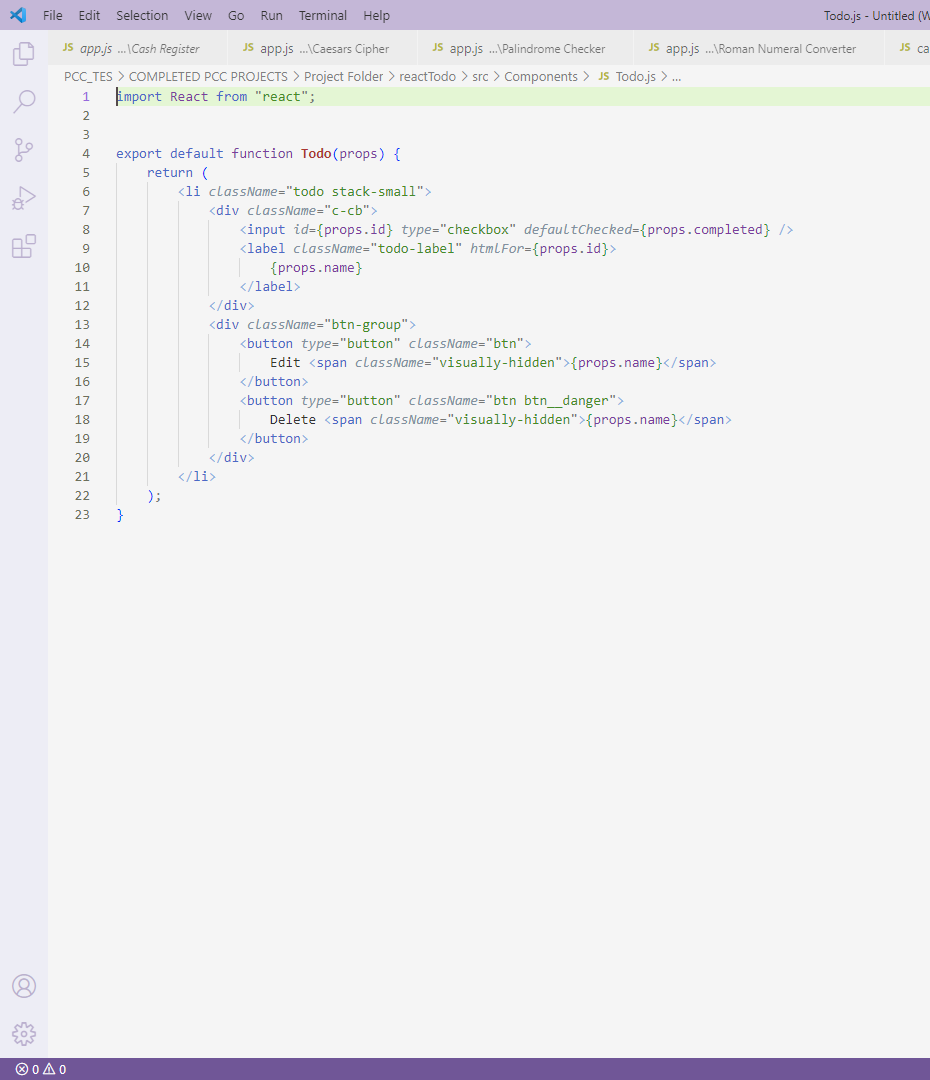 File Edit Selection View Go Run Terminal Help Todo.js - Untitled (W
JS app.js ...\Cash Register JS app.js ...\Caesars Cipher JS app.js ...\Palindrome Checker JS app.js ...\Roman Numeral Converter JS ca
PCC_TES > COMPLETED PCC PROJECTS > Project Folder > reactTodo > src > Components > JS Todo.js > ...
1 import React from "react";
2
3
4 export default function Todo(props) {
5     return (
6         <li className="todo stack-small">
7             <div className="c-cb">
8                 <input id={props.id} type="checkbox" defaultChecked={props.completed} />
9                 <label className="todo-label" htmlFor={props.id}>
10                     {props.name}
11                 </label>
12             </div>
13             <div className="btn-group">
14                 <button type="button" className="btn">
15                     Edit <span className="visually-hidden">{props.name}</span>
16                 </button>
17                 <button type="button" className="btn btn__danger">
18                     Delete <span className="visually-hidden">{props.name}</span>
19                 </button>
20             </div>
21         </li>
22     );
23 }
0 0